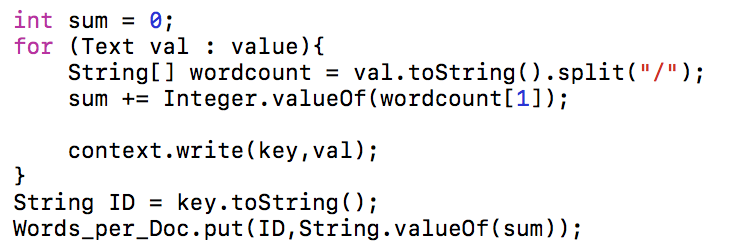 int sum = 0;
for (Text val : value){
    String[] wordcount = val.toString().split("/");
    sum += Integer.valueOf(wordcount[1]);

    context.write(key,val);
}
String ID = key.toString();
Words_per_Doc.put(ID,String.valueOf(sum));